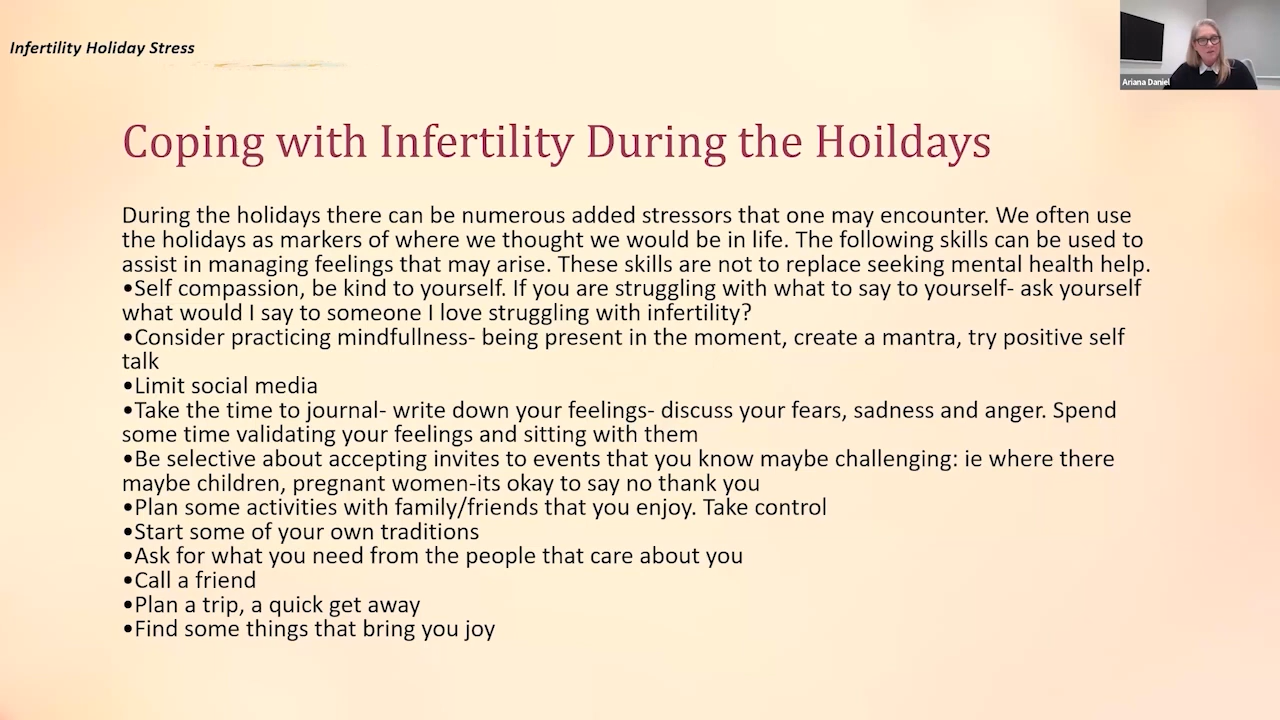 Infertility Holiday Stress
Ariana Daniel
Coping with Infertility During the Hoildays
During the holidays there can be numerous added stressors that one may encounter. We often use
the holidays as markers of where we thought we would be in life. The following skills can be used to
assist in managing feelings that may arise. These skills are not to replace seeking mental health help.
•Self compassion, be kind to yourself. If you are struggling with what to say to yourself- ask yourself
what would I say to someone I love struggling with infertility?
•Consider practicing mindfullness- being present in the moment, create a mantra, try positive self
talk
•Limit social media
•Take the time to journal- write down your feelings- discuss your fears, sadness and anger. Spend
some time validating your feelings and sitting with them
•Be selective about accepting invites to events that you know maybe challenging: ie where there
maybe children, pregnant women-its okay to say no thank you
•Plan some activities with family/friends that you enjoy. Take control
•Start some of your own traditions
•Ask for what you need from the people that care about you
•Call a friend
•Plan a trip, a quick get away
•Find some things that bring you joy